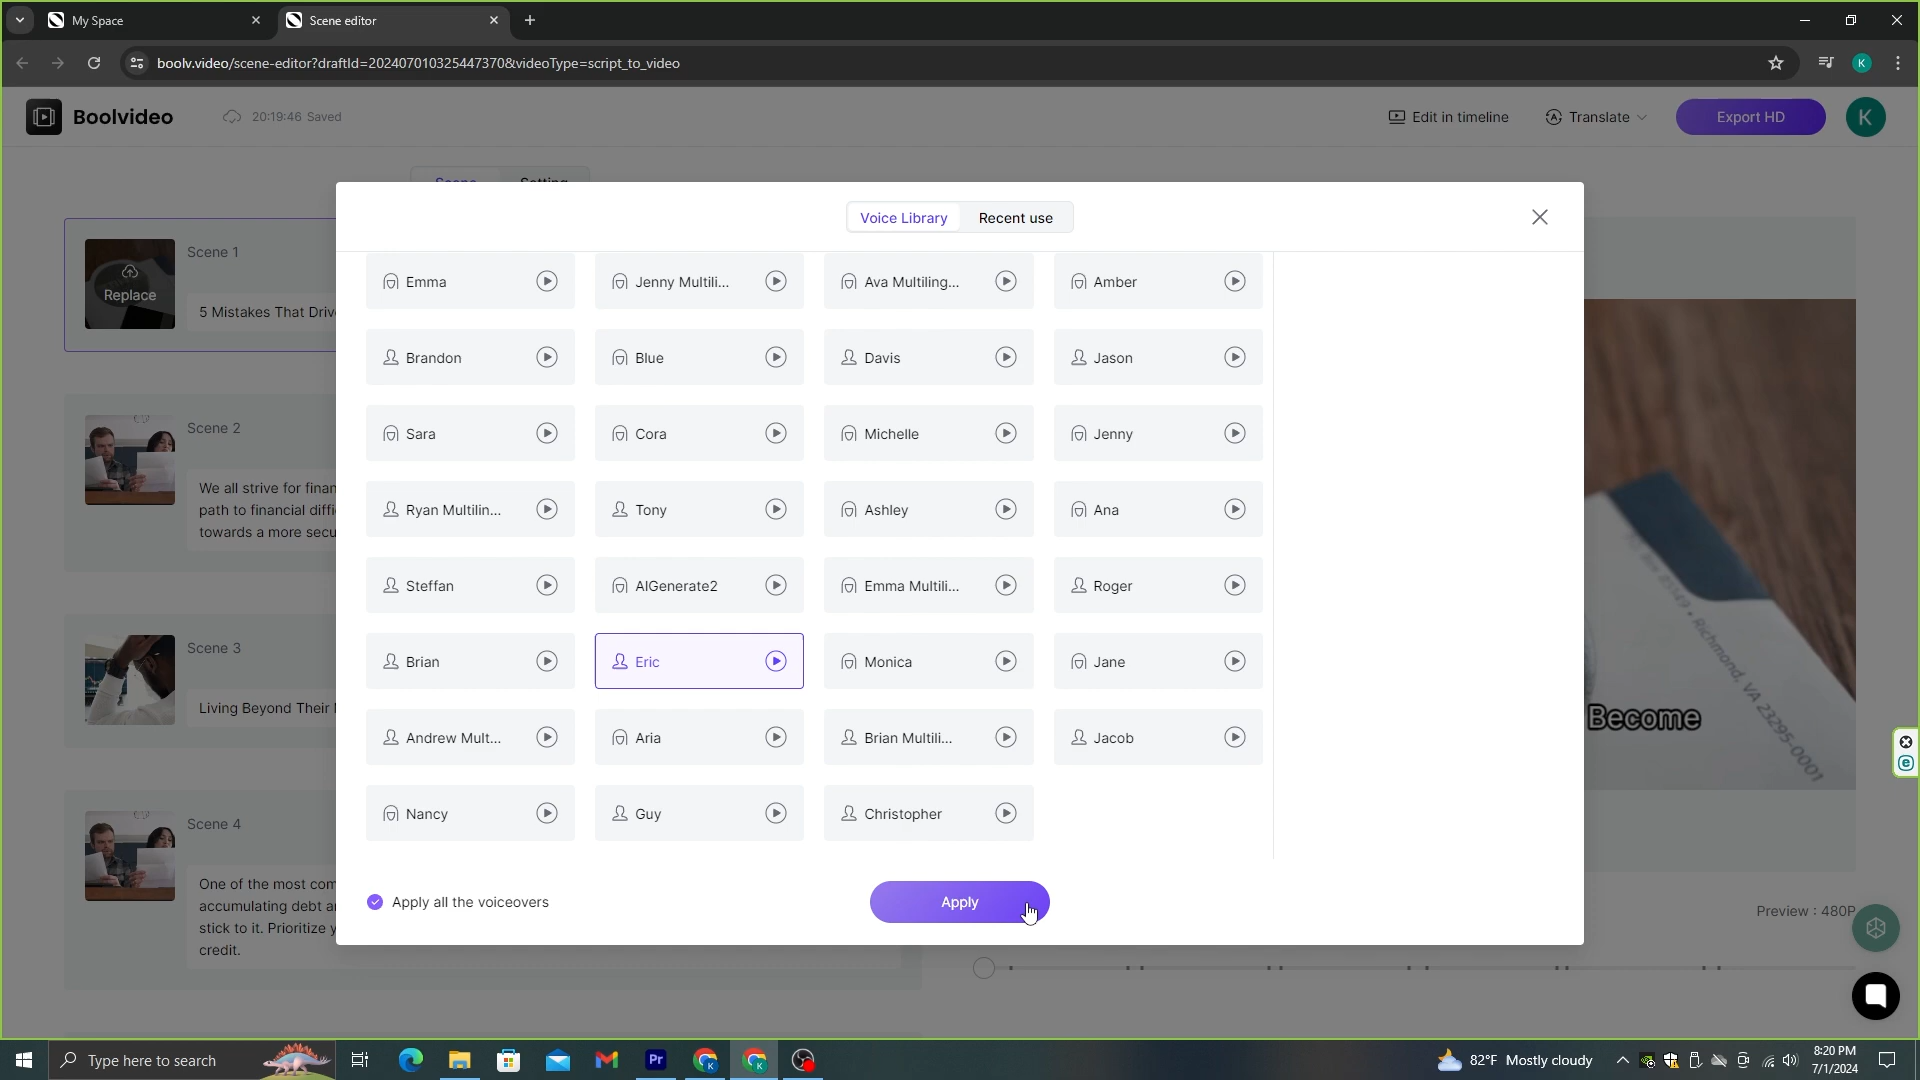 My Space
Scene editor
boolv.video/scene-editor?draftId=202407010325447370&videoType=script_to_video
K
Boolvideo
20:19:46 Saved
Edit in timeline
Translate
Export HD
K
Voice Library
Recent use
Scene 1
Replace
5 Mistakes That Driv
Scene 2
We all strive for finan
path to financial diffi
towards a more secu
Scene 3
Living Beyond Their
Scene 4
One of the most com
accumulating debt a
stick to it. Prioritize y
credit.
Emma
Jenny Multili...
Ava Multiling...
Amber
Brandon
Blue
Davis
Jason
Sara
Cora
Michelle
Jenny
Ryan Multilin...
Tony
Ashley
Ana
Steffan
AIGenerate2
Emma Multili...
Roger
Brian
Eric
Monica
Jane
Andrew Mult...
Aria
Brian Multili...
Jacob
Nancy
Guy
Christopher
Apply all the voiceovers
Apply
Richmond, VA 23295-0001
Become
Preview : 480P
Type here to search
Pr
82°F Mostly cloudy
8:20 PM
7/1/2024